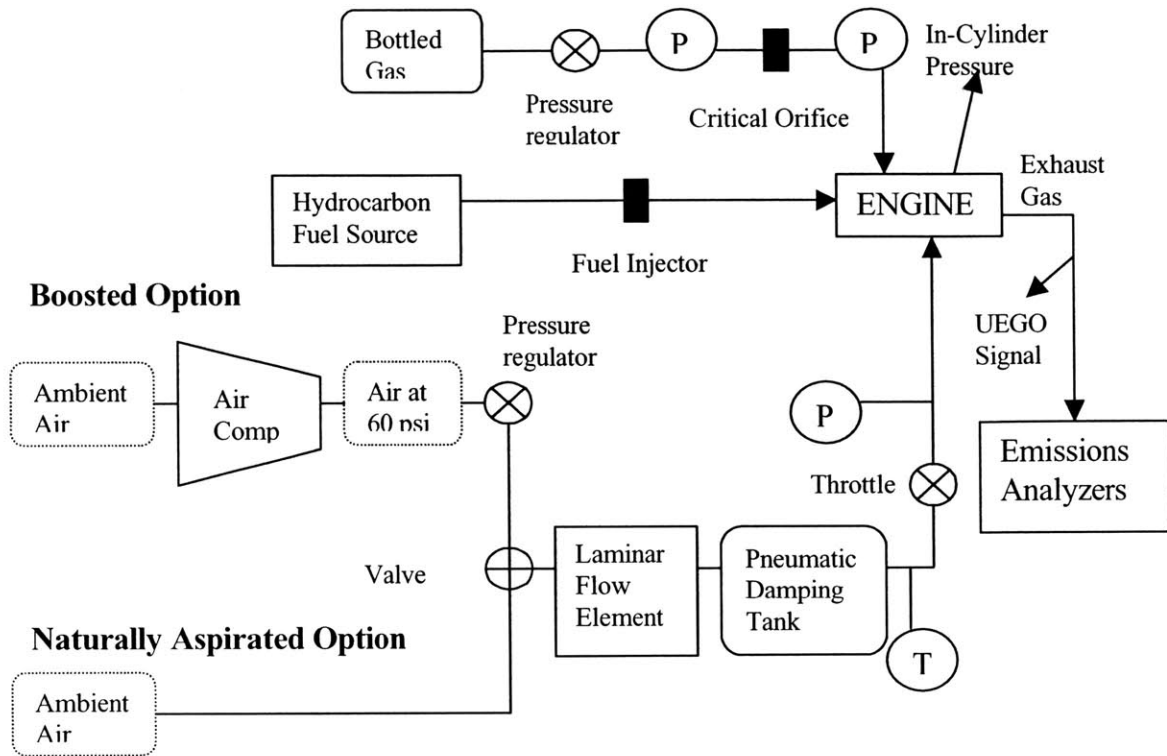 Bottled
Gas
P
P
In-Cylinder
Pressure
Pressure
regulator
Critical Orifice
Exhaust
Gas
ENGINE
Hydrocarbon
Fuel Source
Fuel Injector
Boosted Option
UEGO
Signal
Pressure
regulator
Ambient
Air
Air
Comp
Air at
60 psi
P
Throttle
Emissions
Analyzers
Valve
Laminar
Flow
Element
Pneumatic
Damping
Tank
Naturally Aspirated Option
T
Ambient
Air